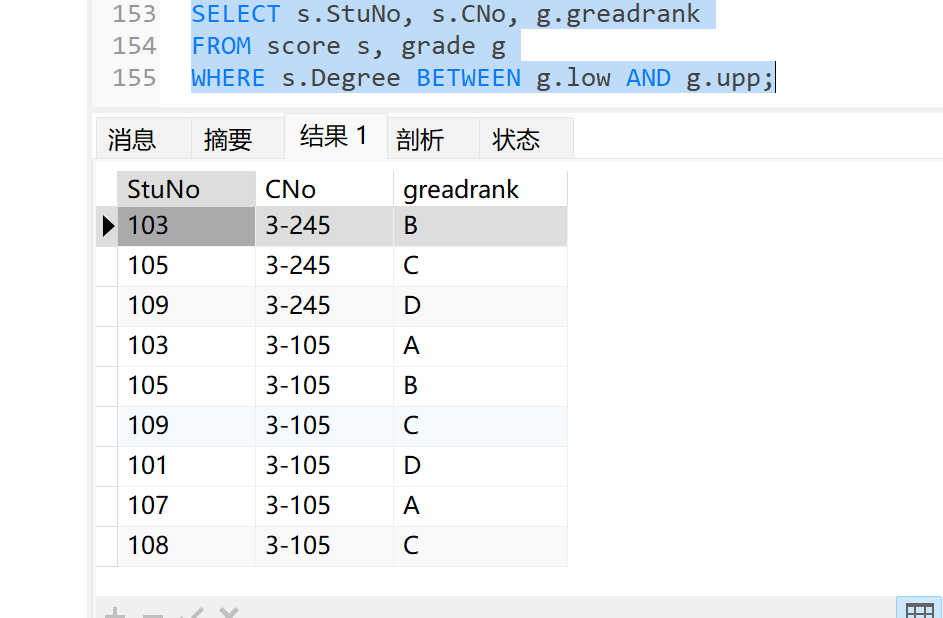 153 SELECT s.StuNo, s.CNo, g.greadrank
154 FROM score s, grade g
155 WHERE s.Degree BETWEEN g.low AND g.upp;
消息 摘要 结果 1 剖析 状态
StuNo CNo greadrank
103 3-245 B
105 3-245 C
109 3-245 D
103 3-105 A
105 3-105 B
109 3-105 C
101 3-105 D
107 3-105 A
108 3-105 C